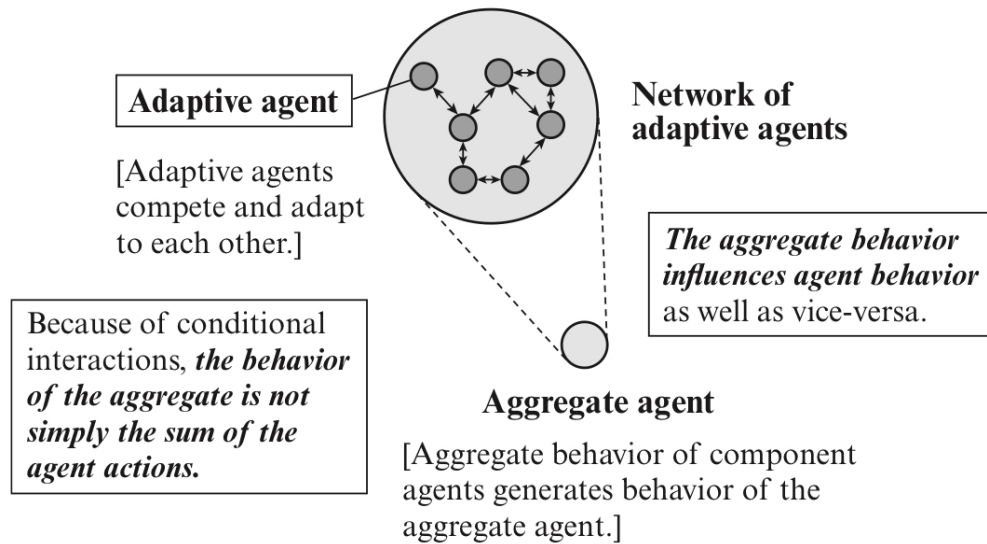 Adaptive agent
[Adaptive agents
compete and adapt
to each other.]
Network of
adaptive agents
The aggregate behavior
influences agent behavior
as well as vice-versa.
Because of conditional
interactions, the behavior
of the aggregate is not
simply the sum of the
agent actions.
Aggregate agent
[Aggregate behavior of component
agents generates behavior of the
aggregate agent.]